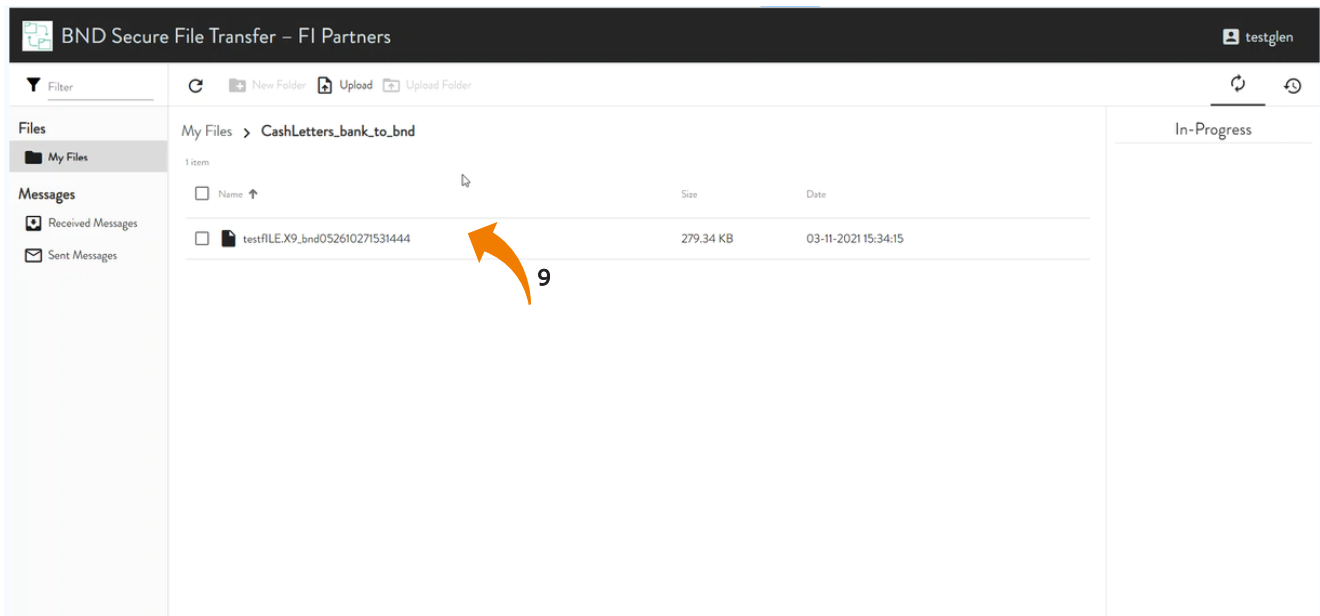 BND Secure File Transfer – FI Partners
testglen
Filter
New Folder Upload Upload Folder
Files
My Files
Messages
Received Messages
Sent Messages
My Files > CashLetters_bank_to_bnd
1 item
Name Size Date
testfILE.X9_bnd052610271531444 279.34 KB 03-11-2021 15:34:15
9
In-Progress